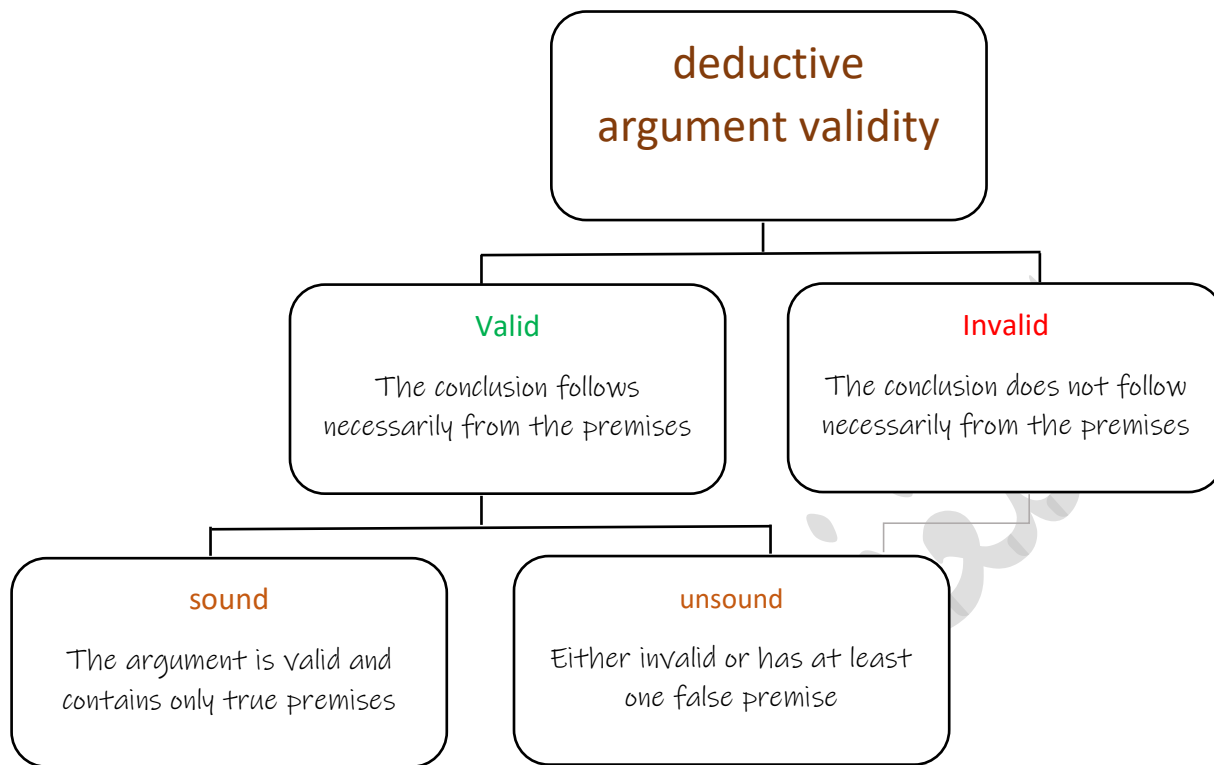 deductive
argument validity
Valid
The conclusion follows
necessarily from the premises
Invalid
The conclusion does not follow
necessarily from the premises
sound
The argument is valid and
contains only true premises
unsound
Either invalid or has at least
one false premise